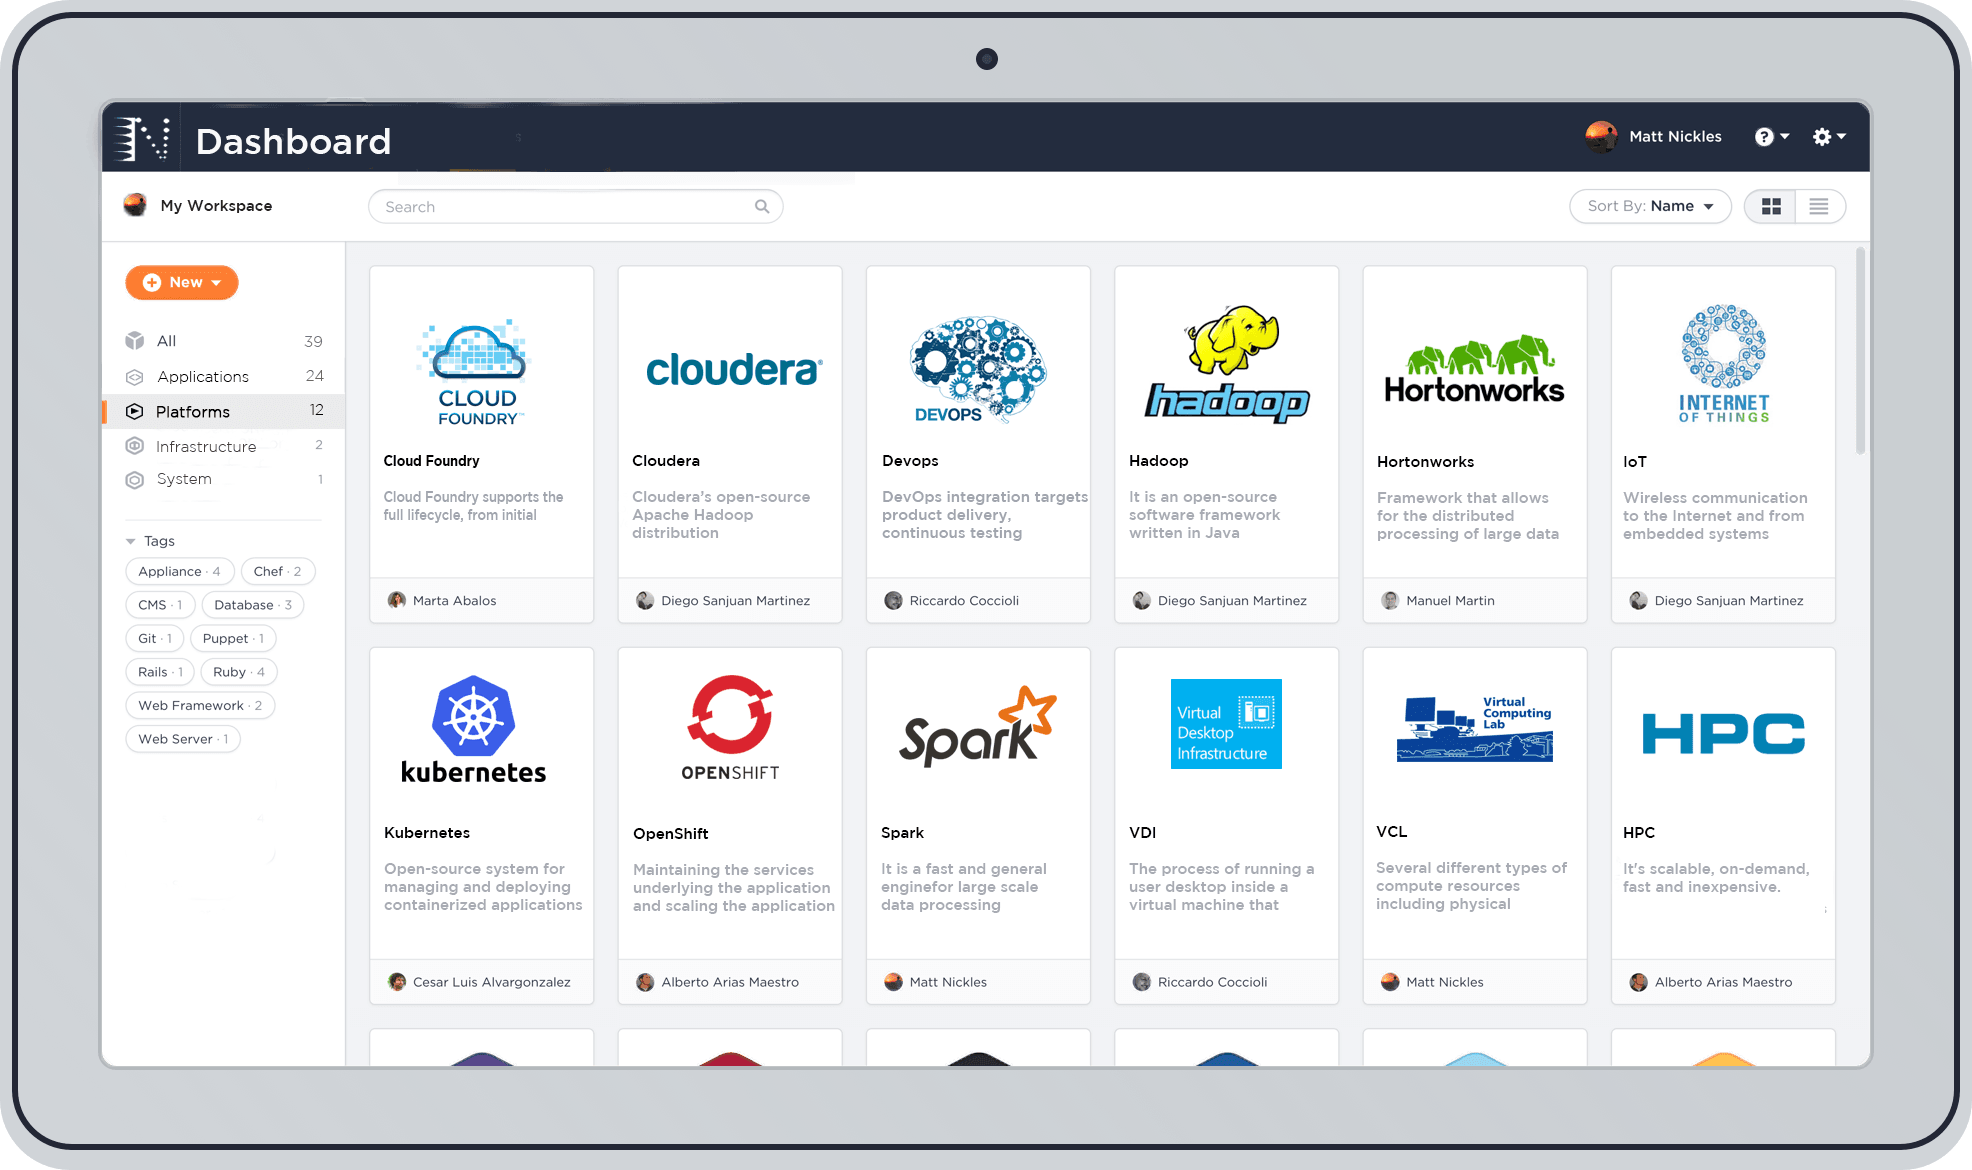 Dashboard
Matt Nickles
?
My Workspace
Search
Sort By: Name
New
All 39
Applications 24
Platforms 12
Infrastructure 2
System 1
Tags
Appliance · 4 Chef · 2
CMS · 1 Database · 3
Git · 1 Puppet · 1
Rails · 1 Ruby · 4
Web Framework · 2
Web Server · 1
CLOUD
FOUNDRY™
Cloud Foundry
Cloud Foundry supports the
full lifecycle, from initial
Marta Abalos
cloudera®
Cloudera
Cloudera's open-source
Apache Hadoop
distribution
Diego Sanjuan Martinez
DEVOPS
Devops
DevOps integration targets
product delivery,
continuous testing
Riccardo Coccioli
hadoop
Hadoop
It is an open-source
software framework
written in Java
Diego Sanjuan Martinez
Hortonworks
Hortonworks
Framework that allows
for the distributed
processing of large data
Manuel Martin
INTERNET
OF THINGS
IoT
Wireless communication
to the Internet and from
embedded systems
Diego Sanjuan Martinez
kubernetes
Kubernetes
Open-source system for
managing and deploying
containerized applications
Cesar Luis Alvargonzalez
OPENSHIFT
OpenShift
Maintaining the services
underlying the application
and scaling the application
Alberto Arias Maestro
Spark
Spark
It is a fast and general
enginefor large scale
data processing
Matt Nickles
Virtual
Desktop
Infrastructure
VDI
The process of running a
user desktop inside a
virtual machine that
Riccardo Coccioli
Virtual
Computing
Lab
VCL
Several different types of
compute resources
including physical
Matt Nickles
HPC
HPC
It's scalable, on-demand,
fast and inexpensive.
Alberto Arias Maestro